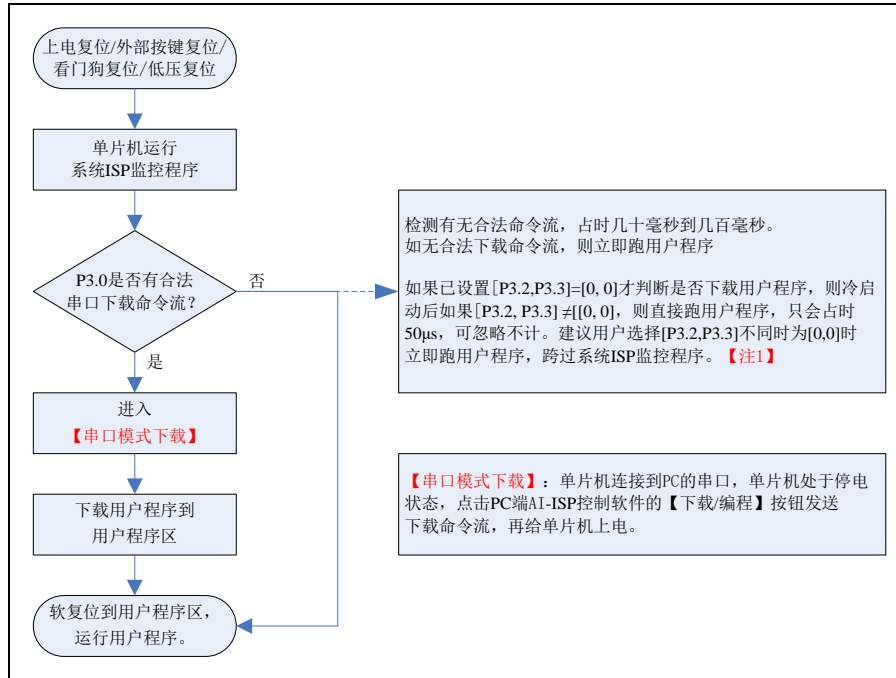 上电复位/外部按键复位/
看门狗复位/低压复位
单片机运行
系统ISP监控程序
P3.0是否有合法
串口下载命令流？
否
是
进入
【串口模式下载】
下载用户程序到
用户程序区
软复位到用户程序区，
运行用户程序。
检测有无合法命令流，占时几十毫秒到几百毫秒。
如无合法下载命令流，则立即跑用户程序
如果已设置[P3.2,P3.3]=[0, 0]才判断是否下载用户程序，则冷启
动后如果[P3.2, P3.3] ≠[[0, 0]，则直接跑用户程序，只会占时
50μs，可忽略不计。建议用户选择[P3.2,P3.3]不同时为[0,0]时
立即跑用户程序，跨过系统ISP监控程序。【注1】
【串口模式下载】：单片机连接到PC的串口，单片机处于停电
状态，点击PC端AI-ISP控制软件的【下载/编程】按钮发送
下载命令流，再给单片机上电。